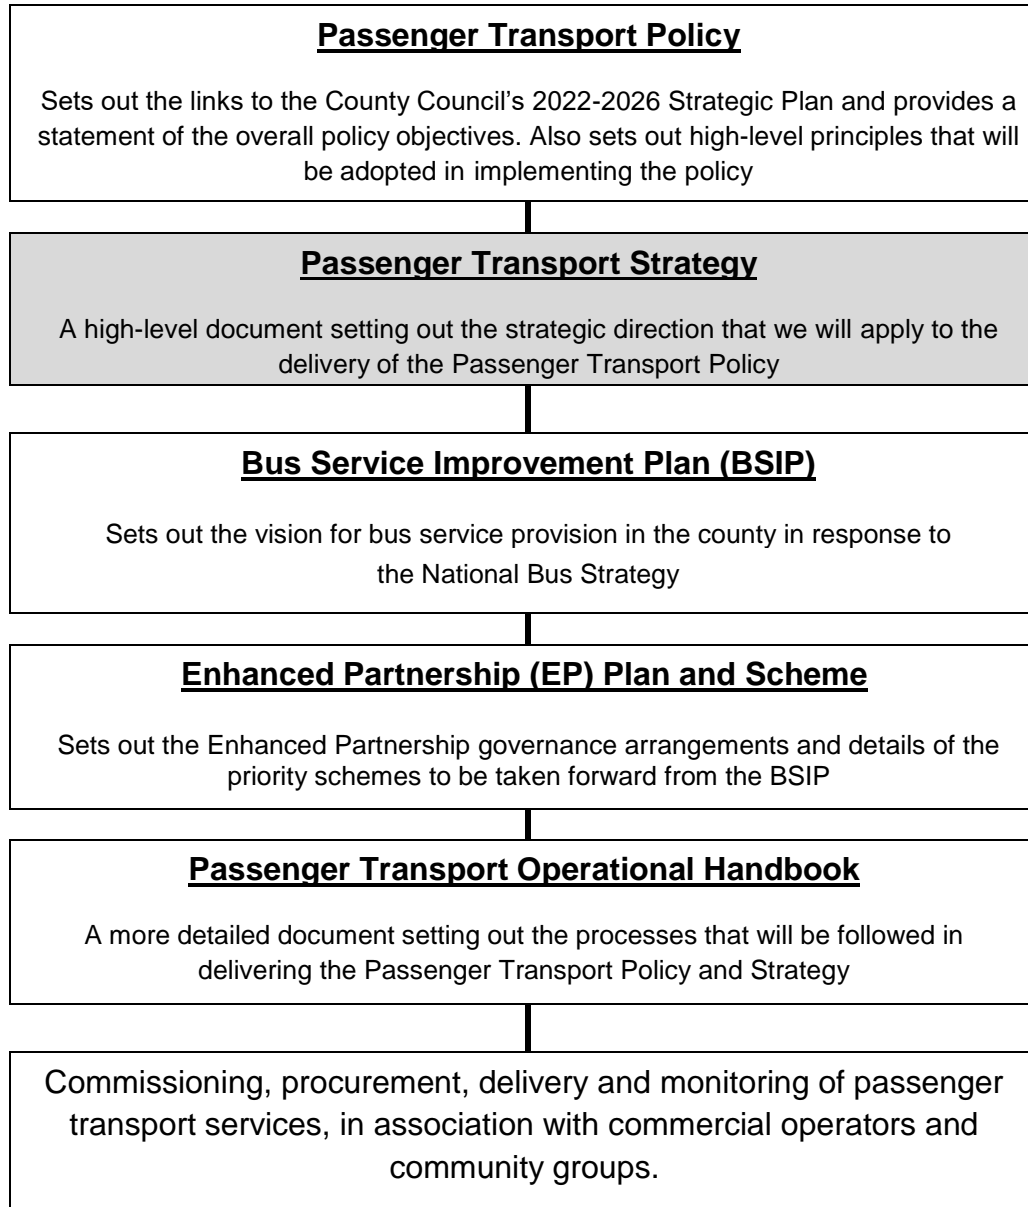 Passenger Transport Policy
Sets out the links to the County Council’s 2022-2026 Strategic Plan and provides a
statement of the overall policy objectives. Also sets out high-level principles that will
be adopted in implementing the policy
Passenger Transport Strategy
A high-level document setting out the strategic direction that we will apply to the
delivery of the Passenger Transport Policy
Bus Service Improvement Plan (BSIP)
Sets out the vision for bus service provision in the county in response to
the National Bus Strategy
Enhanced Partnership (EP) Plan and Scheme
Sets out the Enhanced Partnership governance arrangements and details of the
priority schemes to be taken forward from the BSIP
Passenger Transport Operational Handbook
A more detailed document setting out the processes that will be followed in
delivering the Passenger Transport Policy and Strategy
Commissioning, procurement, delivery and monitoring of passenger
transport services, in association with commercial operators and
community groups.